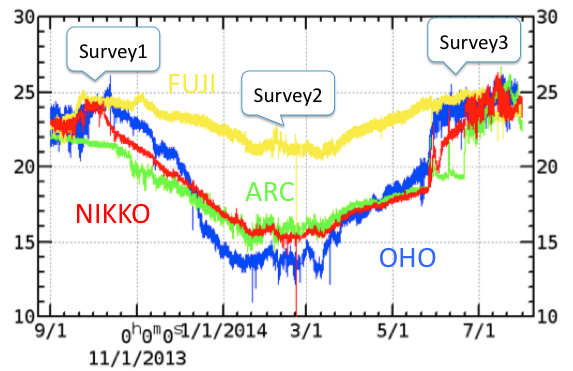 30 30
Survey1
Survey3
FUJI
25 25
Survey2
20 20
ARC
NIKKO
15 15
OHO
10 10
9/1 0h0m0s1/1/2014 3/1 5/1 7/1
11/1/2013